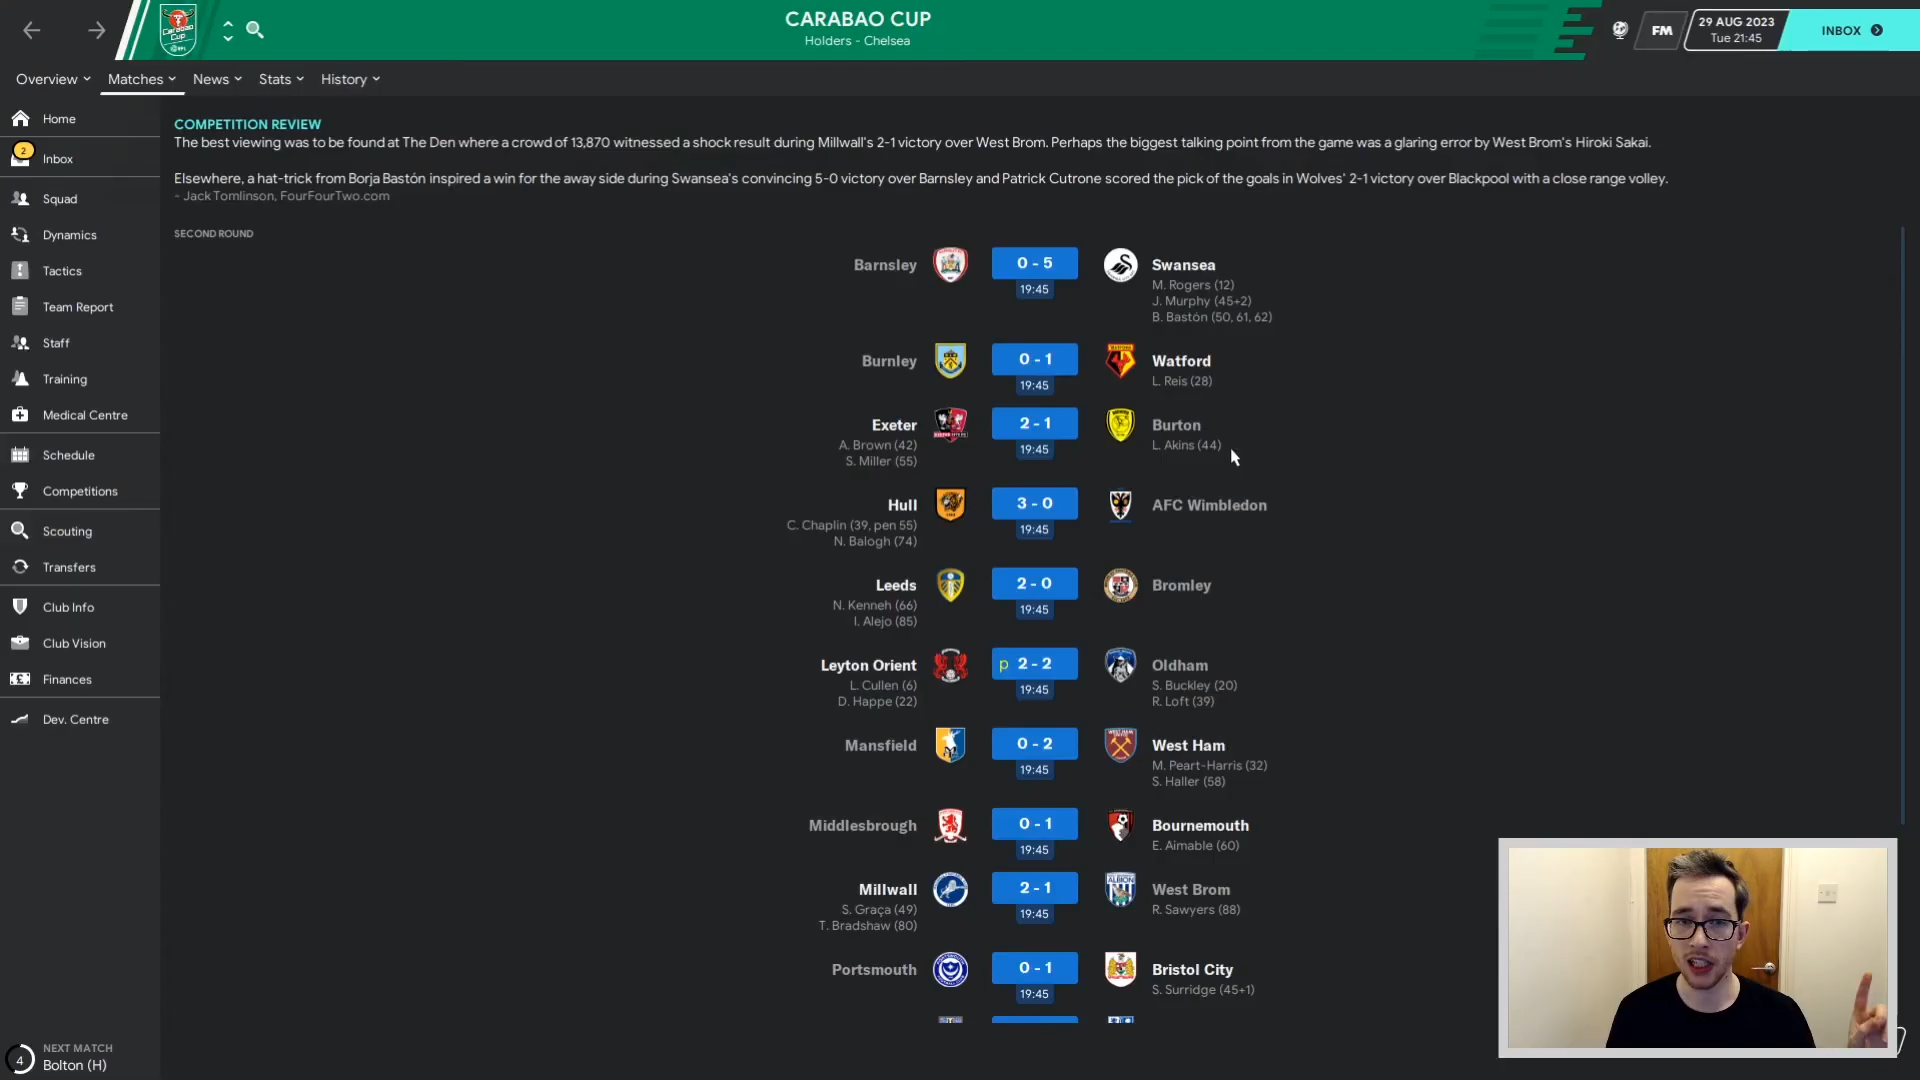 CARABAO CUP
Holders - Chelsea
FM
29 AUG 2023
Tue 21:45
INBOX
Overview
Matches
News
Stats
History
Home
2
Inbox
Squad
Dynamics
Tactics
Team Report
Staff
Training
Medical Centre
Schedule
Competitions
Scouting
Transfers
Club Info
Club Vision
Finances
Dev. Centre
4
NEXT MATCH
Bolton (H)
COMPETITION REVIEW
The best viewing was to be found at The Den where a crowd of 13,870 witnessed a shock result during Millwall's 2-1 victory over West Brom. Perhaps the biggest talking point from the game was a glaring error by West Brom's Hiroki Sakai.
Elsewhere, a hat-trick from Borja Bastón inspired a win for the away side during Swansea's convincing 5-0 victory over Barnsley and Patrick Cutrone scored the pick of the goals in Wolves' 2-1 victory over Blackpool with a close range volley.
- Jack Tomlinson, FourFourTwo.com
SECOND ROUND
Barnsley 0 - 5 Swansea
19:45
M. Rogers (12)
J. Murphy (45+2)
B. Bastón (50, 61, 62)
Burnley 0 - 1 Watford
19:45 L. Reis (28)
Exeter 2 - 1 Burton
A. Brown (42) 19:45 L. Akins (44)
S. Miller (55)
Hull 3 - 0 AFC Wimbledon
C. Chaplin (39, pen 55) 19:45
N. Balogh (74)
Leeds 2 - 0 Bromley
N. Kenneh (66) 19:45
I. Alejo (85)
Leyton Orient p 2 - 2 Oldham
L. Cullen (6) 19:45 S. Buckley (20)
D. Happe (22) R. Loft (39)
Mansfield 0 - 2 West Ham
19:45 M. Peart-Harris (32)
S. Haller (58)
Middlesbrough 0 - 1 Bournemouth
19:45 E. Aimable (60)
Millwall 2 - 1 West Brom
S. Graça (49) 19:45 R. Sawyers (88)
T. Bradshaw (80)
Portsmouth 0 - 1 Bristol City
19:45 S. Surridge (45+1)